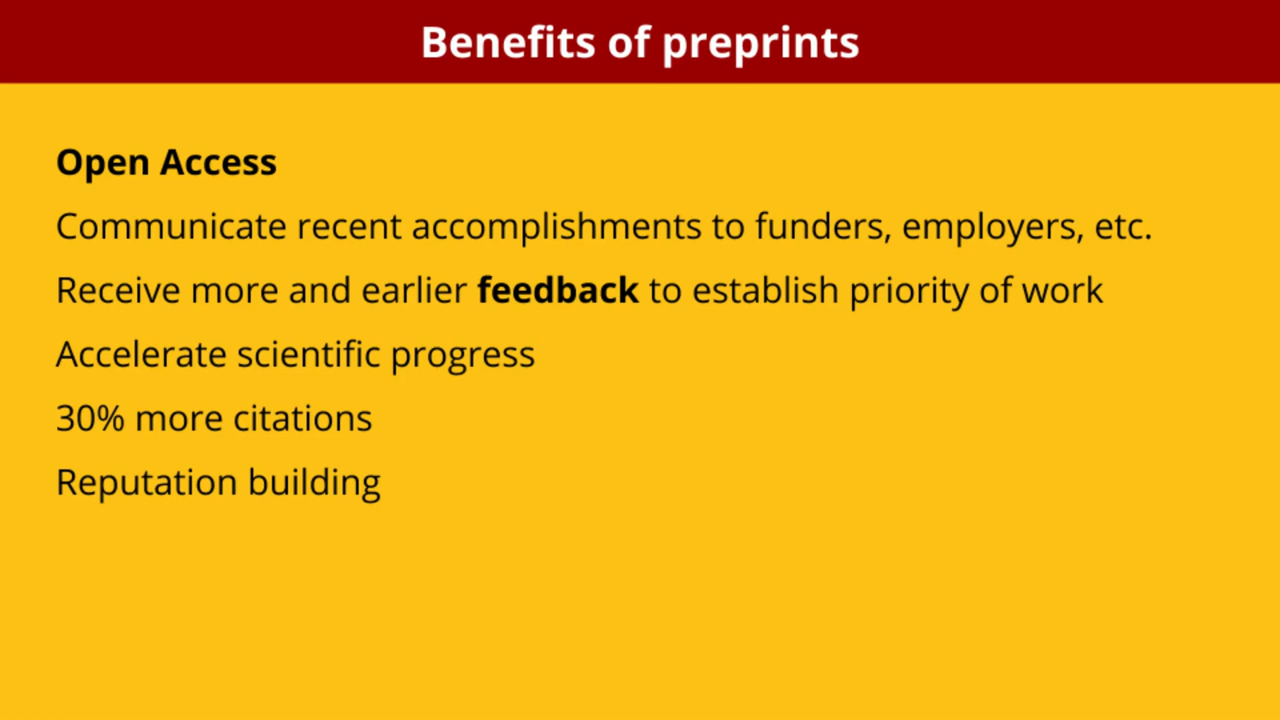 Benefits of preprints
Open Access
Communicate recent accomplishments to funders, employers, etc.
Receive more and earlier feedback to establish priority of work
Accelerate scientific progress
30% more citations
Reputation building